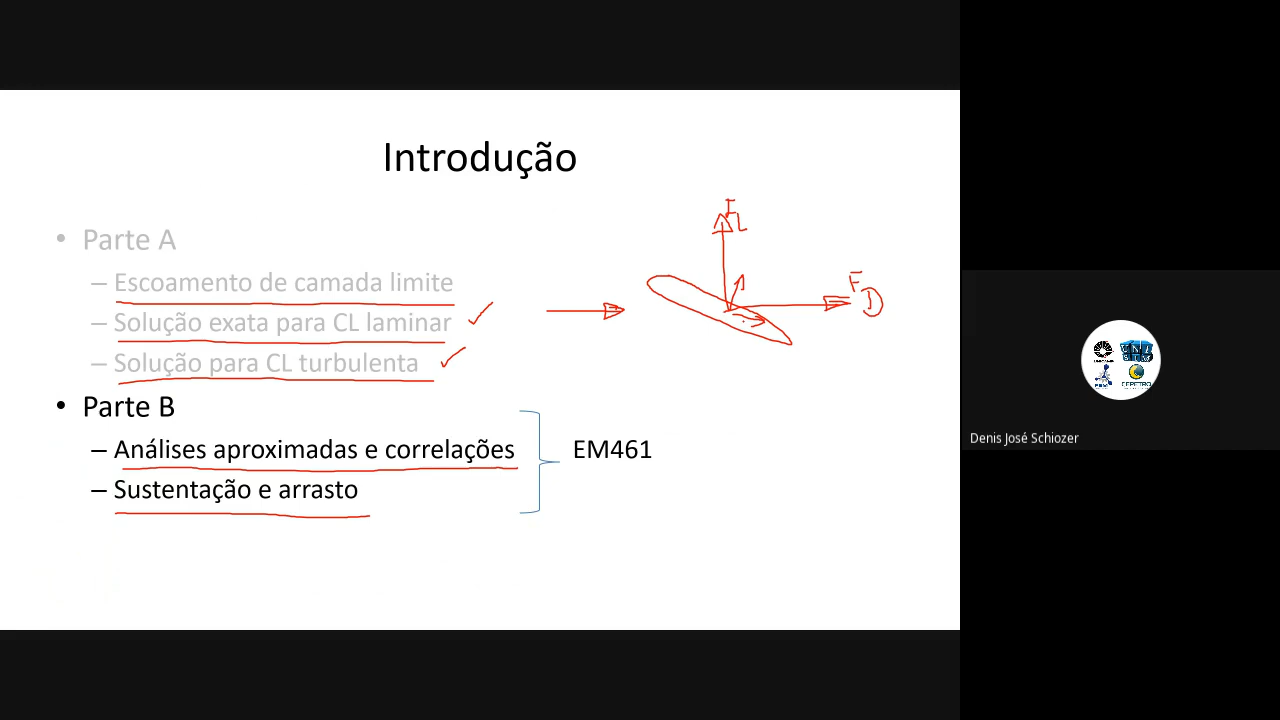 Introdução
• Parte A
– Escoamento de camada limite
– Solução exata para CL laminar
– Solução para CL turbulenta
• Parte B
– Análises aproximadas e correlações
– Sustentação e arrasto
EM461
FL
FD
Denis José Schiozer